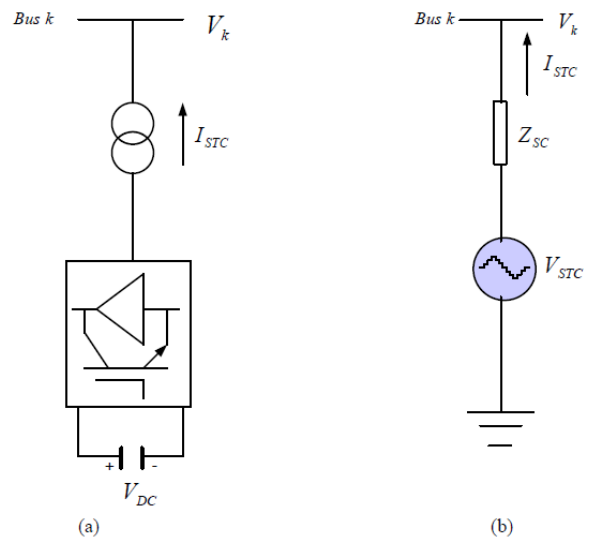 Bus k
V_k
I_STC
+ -
V_DC
(a)
Bus k
V_k
I_STC
Z_SC
V_STC
(b)